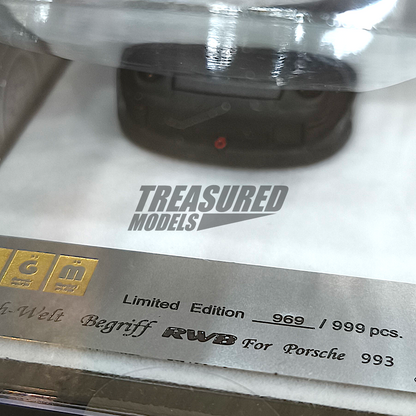 TREASURED
MODELS
Limited Edition 969 / 999 pcs.
h-Welt Begriff RWB For Porsche 993